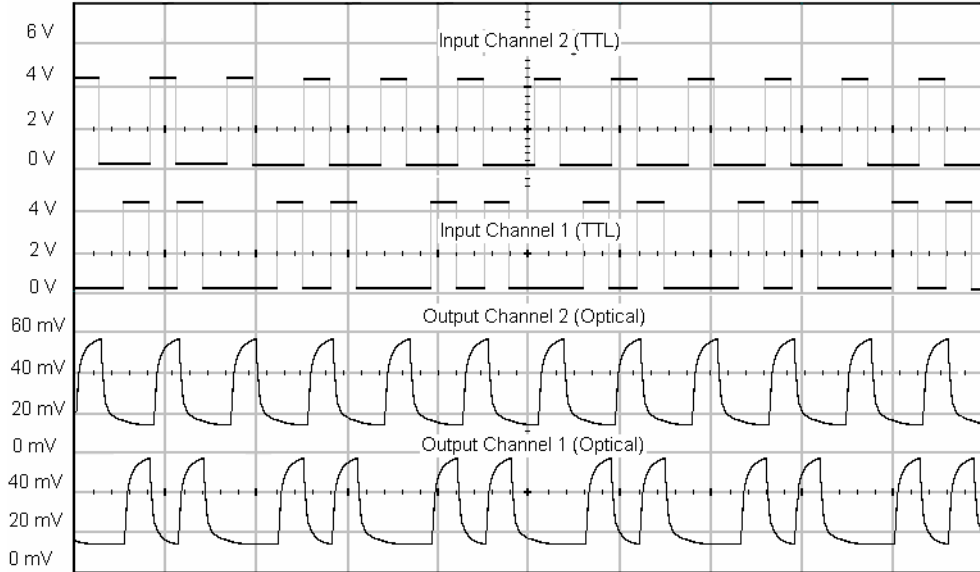 6 V
Input Channel 2 (TTL)
4 V
2 V
0 V
4 V
Input Channel 1 (TTL)
2 V
0 V
60 mV
Output Channel 2 (Optical)
40 mV
20 mV
0 mV
Output Channel 1 (Optical)
40 mV
20 mV
0 mV